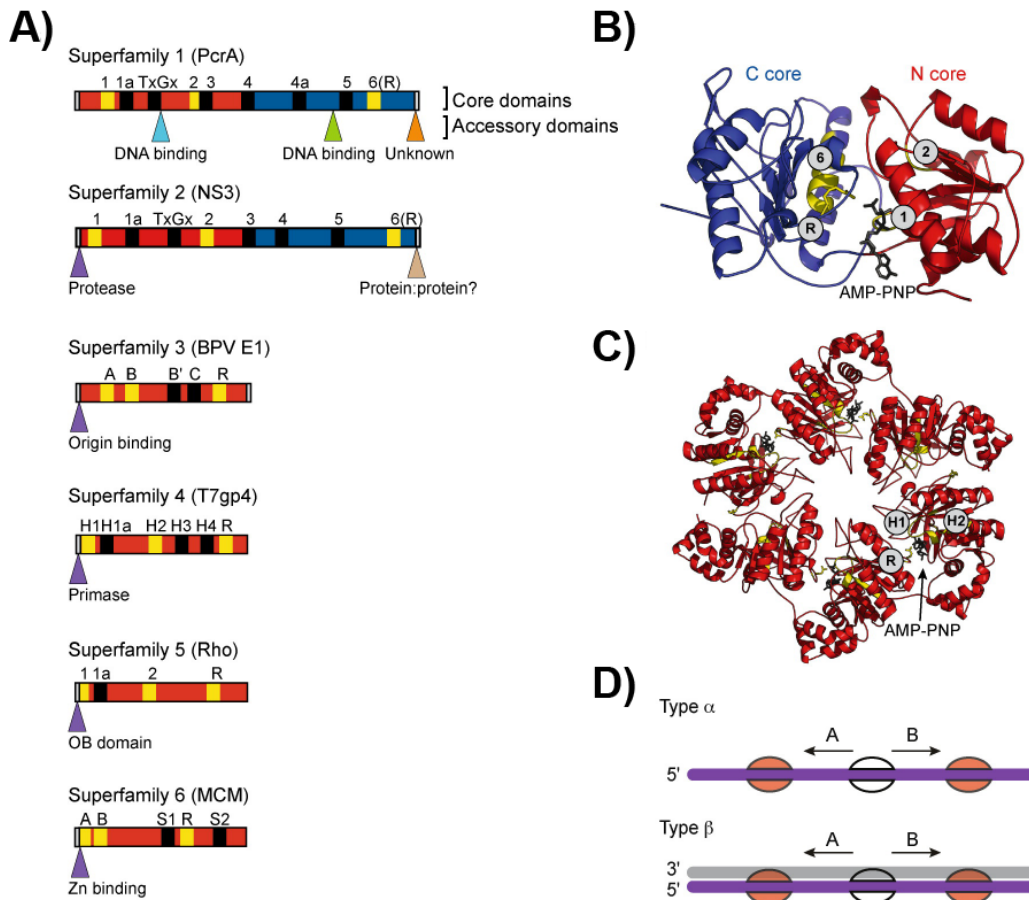 A)
Superfamily 1 (PcrA)
1 1a TxGx 2 3 4 4a 5 6(R)
Core domains
Accessory domains
DNA binding DNA binding Unknown
Superfamily 2 (NS3)
1 1a TxGx 2 3 4 5 6(R)
Protease Protein:protein?
Superfamily 3 (BPV E1)
A B B' C R
Origin binding
Superfamily 4 (T7gp4)
H1H1a H2 H3 H4 R
Primase
Superfamily 5 (Rho)
1 1a 2 R
OB domain
Superfamily 6 (MCM)
A B S1 R S2
Zn binding
B)
C core N core
6 2
R 1
AMP-PNP
C)
H1 H2
R
AMP-PNP
D)
Type α
A B
5'
Type β
A B
3'
5'